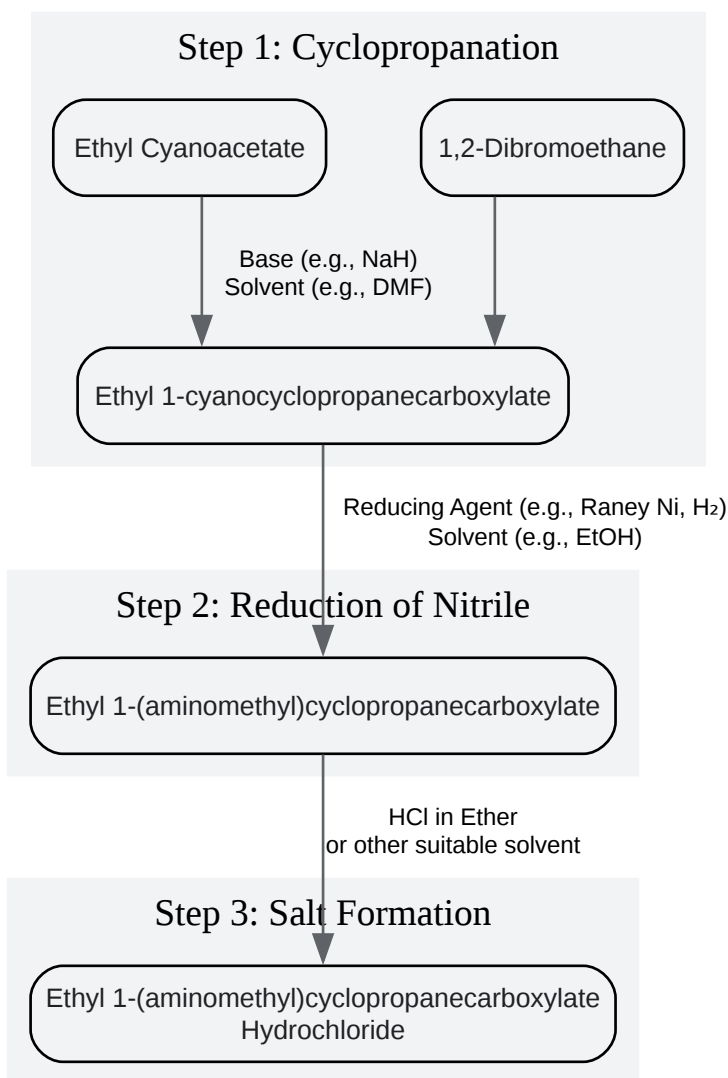 Step 1: Cyclopropanation
Ethyl Cyanoacetate
1,2-Dibromoethane
Base (e.g., NaH)
Solvent (e.g., DMF)
Ethyl 1-cyanocyclopropanecarboxylate
Reducing Agent (e.g., Raney Ni, H₂)
Solvent (e.g., EtOH)
Step 2: Reduction of Nitrile
Ethyl 1-(aminomethyl)cyclopropanecarboxylate
HCl in Ether
or other suitable solvent
Step 3: Salt Formation
Ethyl 1-(aminomethyl)cyclopropanecarboxylate
Hydrochloride